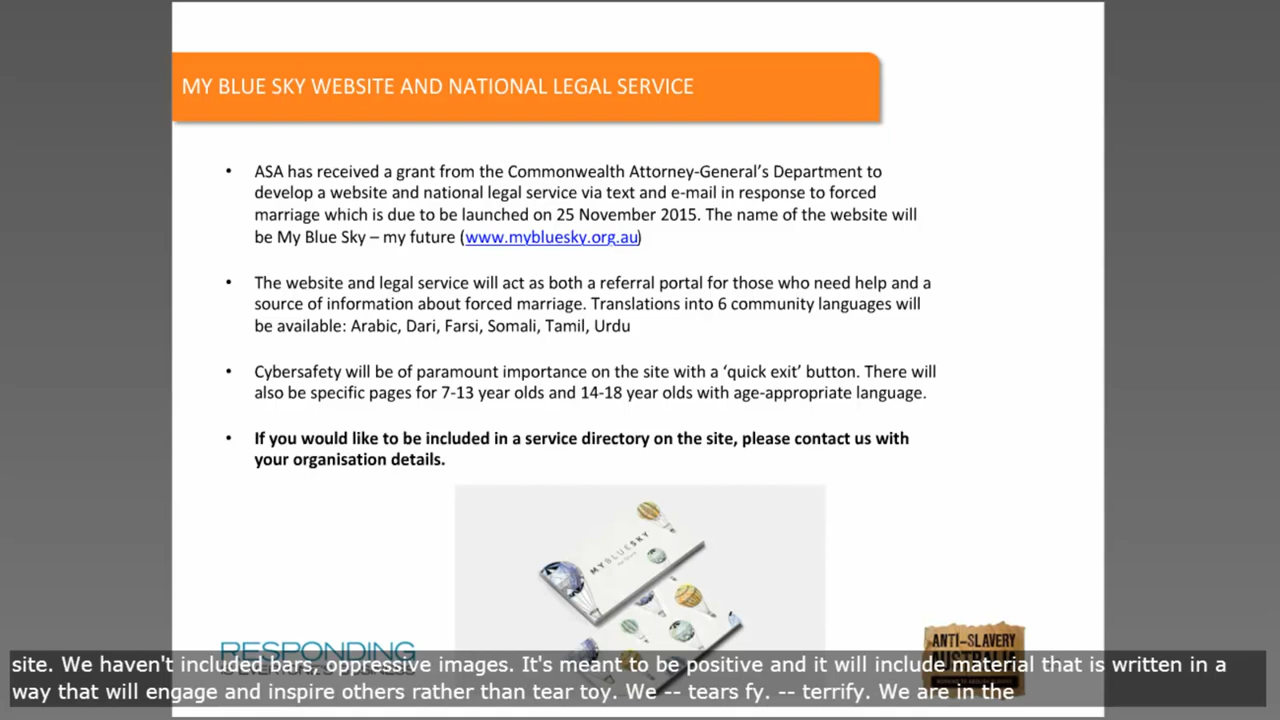 MY BLUE SKY WEBSITE AND NATIONAL LEGAL SERVICE
• ASA has received a grant from the Commonwealth Attorney-General’s Department to
develop a website and national legal service via text and e-mail in response to forced
marriage which is due to be launched on 25 November 2015. The name of the website will
be My Blue Sky – my future (www.mybluesky.org.au)
• The website and legal service will act as both a referral portal for those who need help and a
source of information about forced marriage. Translations into 6 community languages will
be available: Arabic, Dari, Farsi, Somali, Tamil, Urdu
• Cybersafety will be of paramount importance on the site with a ‘quick exit’ button. There will
also be specific pages for 7-13 year olds and 14-18 year olds with age-appropriate language.
• If you would like to be included in a service directory on the site, please contact us with
your organisation details.
MYBLUESKY
RESPONDING
ANTI-SLAVERY
AUSTRALIA
site. We haven't included bars, oppressive images. It's meant to be positive and it will include material that is written in a
way that will engage and inspire others rather than tear toy. We -- tears fy. -- terrify. We are in the